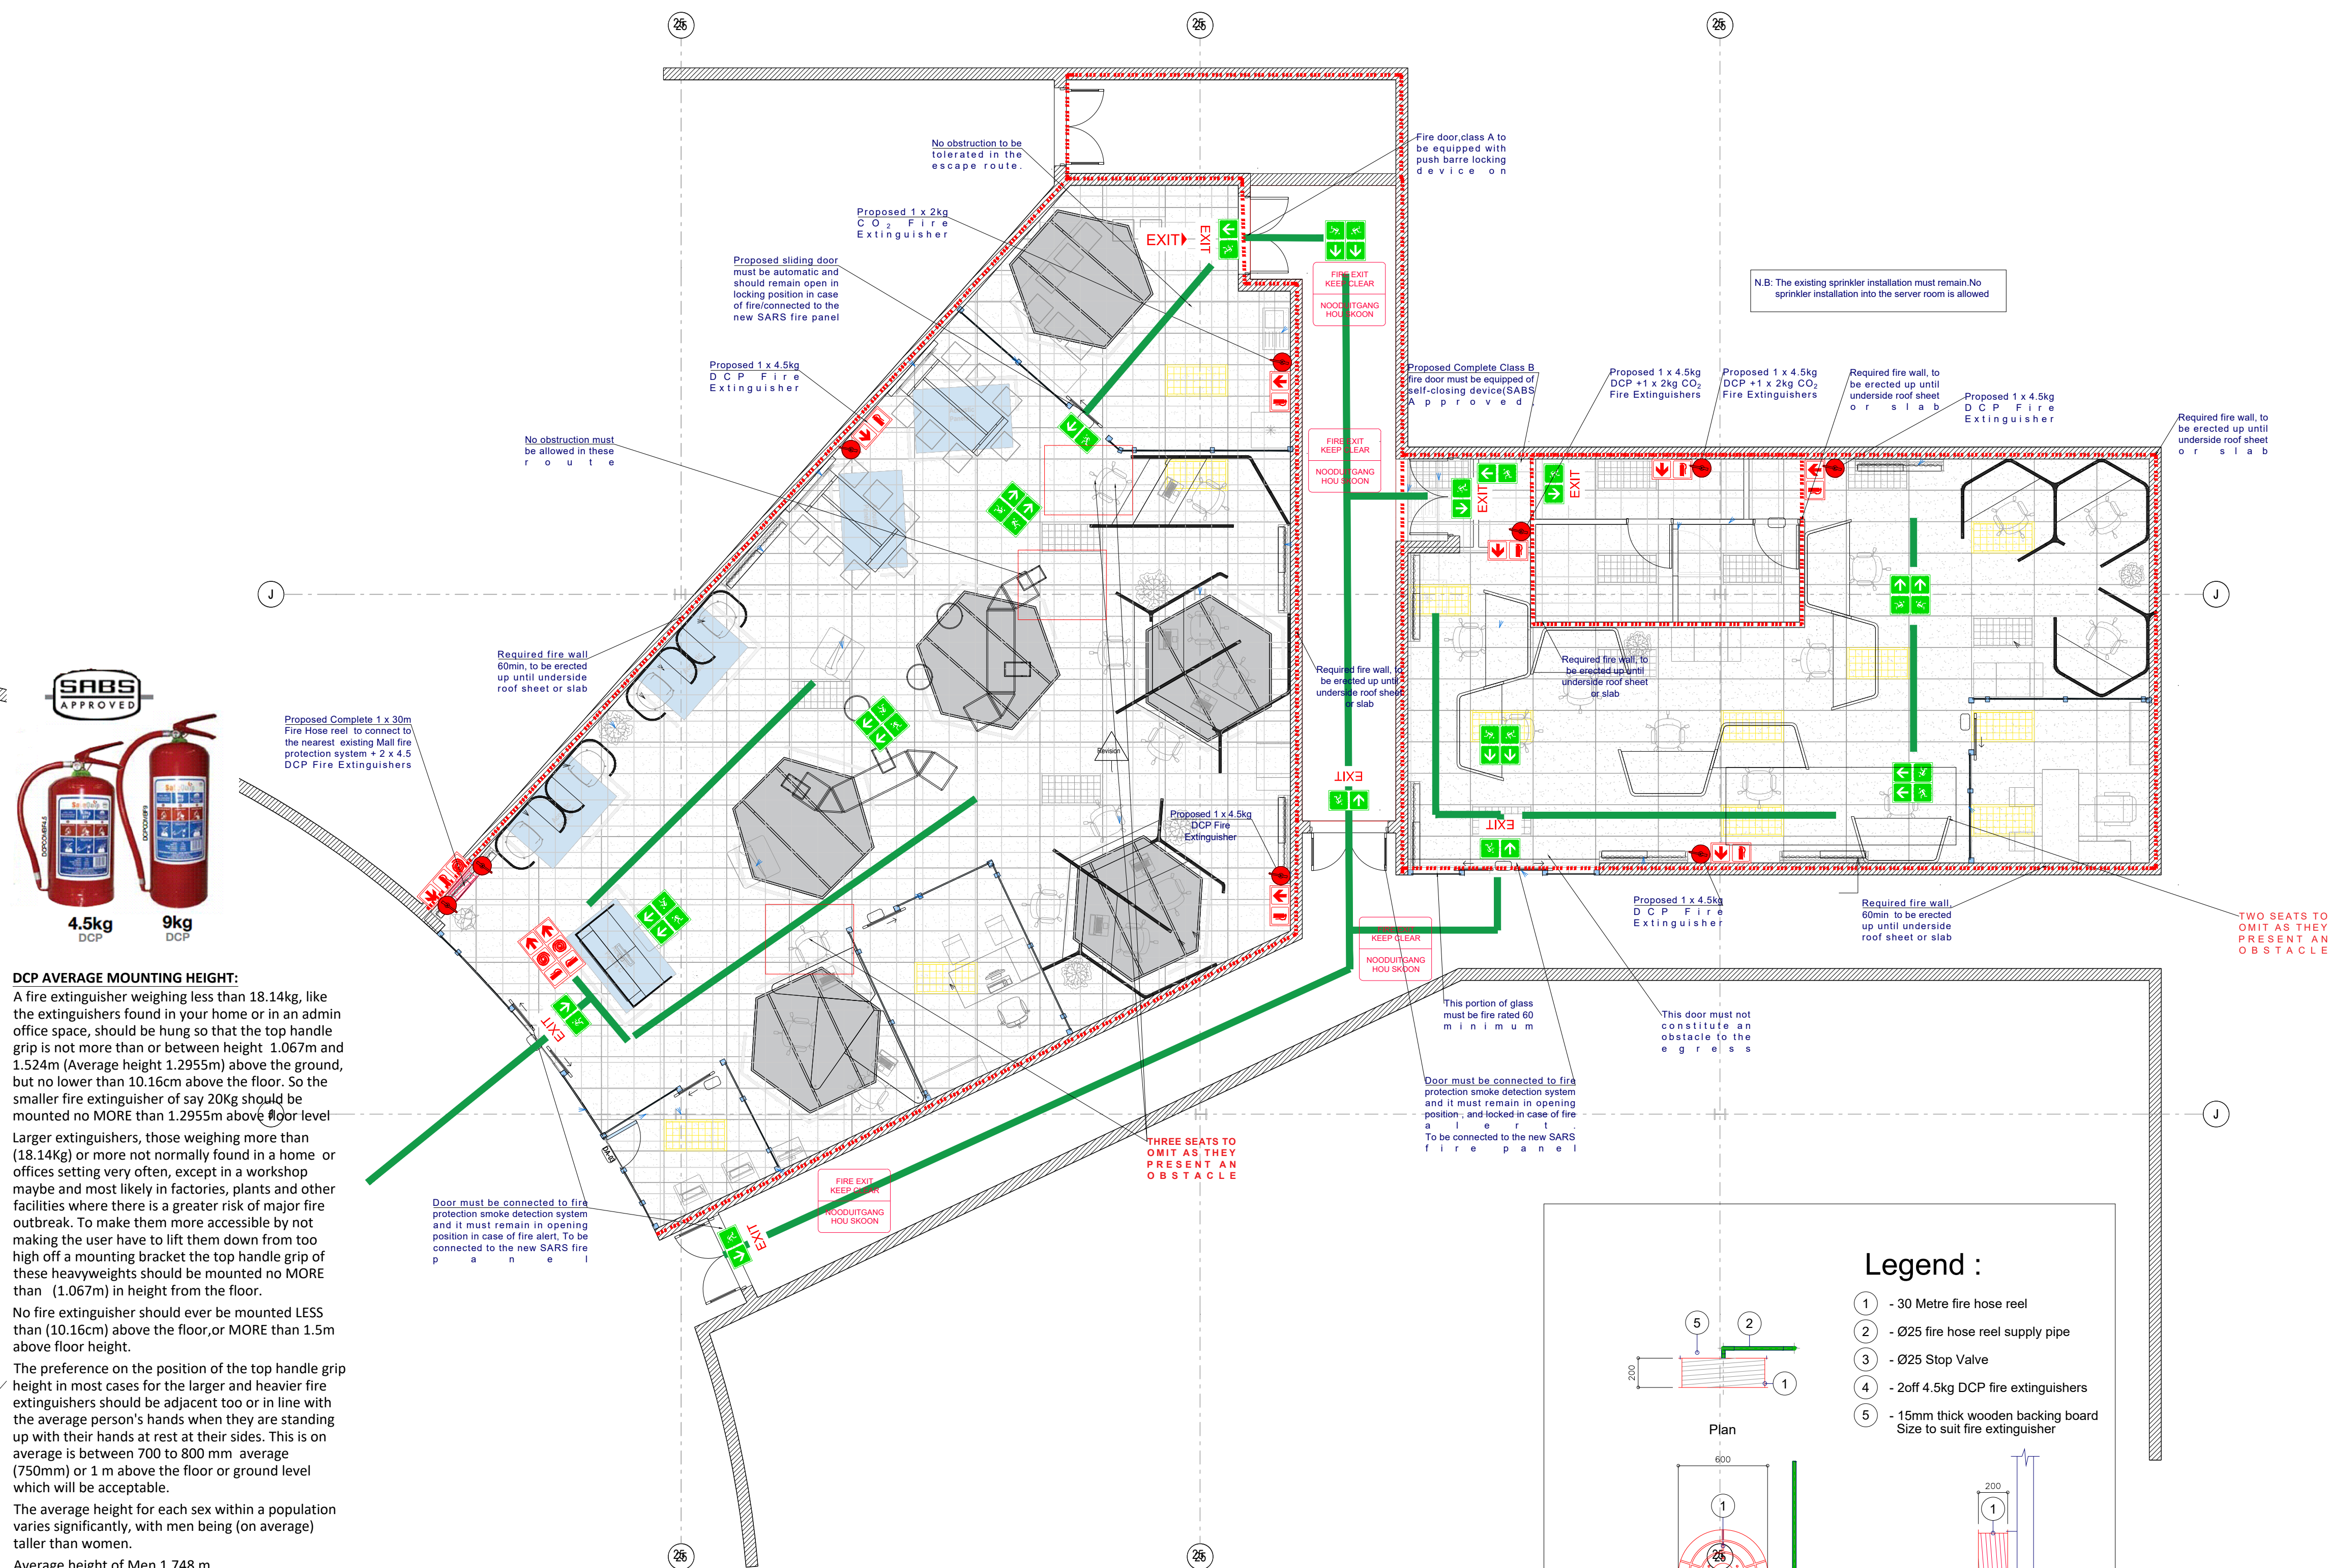 25
25
25
No obstruction to be
tolerated in the
escape route.
Fire door,class A to
be equipped with
push barre locking
device on
Proposed 1 x 2kg
CO2 Fire
Extinguisher
EXIT
EXIT
Proposed sliding door
must be automatic and
should remain open in
locking position in case
of fire/connected to the
new SARS fire panel
FIRE EXIT
KEEP CLEAR
NOODUITGANG
HOU SKOON
N.B: The existing sprinkler installation must remain.No
sprinkler installation into the server room is allowed
Proposed 1 x 4.5kg
DCP Fire
Extinguisher
Proposed Complete Class B
fire door must be equipped of
self-closing device(SABS
Approved
Proposed 1 x 4.5kg
DCP +1 x 2kg CO2
Fire Extinguishers
Proposed 1 x 4.5kg
DCP +1 x 2kg CO2
Fire Extinguishers
Required fire wall, to
be erected up until
underside roof sheet
or slab
Proposed 1 x 4.5kg
DCP Fire
Extinguisher
Required fire wall, to
be erected up until
underside roof sheet
or slab
No obstruction must
be allowed in these
route
FIRE EXIT
KEEP CLEAR
NOODUITGANG
HOU SKOON
EXIT
EXIT
J
J
Required fire wall
60min, to be erected
up until underside
roof sheet or slab
Required fire wall, to
be erected up until
underside roof sheet
or slab
Required fire wall, to
be erected up until
underside roof sheet
or slab
SABS
APPROVED
Proposed Complete 1 x 30m
Fire Hose reel to connect to
the nearest existing Mall fire
protection system + 2 x 4.5
DCP Fire Extinguishers
Revision
EXIT
Proposed 1 x 4.5kg
DCP Fire
Extinguisher
EXIT
4.5kg
DCP
9kg
DCP
Proposed 1 x 4.5kg
DCP Fire
Extinguisher
Required fire wall,
60min to be erected
up until underside
roof sheet or slab
TWO SEATS TO
OMIT AS THEY
PRESENT AN
OBSTACLE
FIRE EXIT
KEEP CLEAR
NOODUITGANG
HOU SKOON
EXIT
This portion of glass
must be fire rated 60
minimum
This door must not
constitute an
obstacle to the
egress
DCP AVERAGE MOUNTING HEIGHT:
A fire extinguisher weighing less than 18.14kg, like
the extinguishers found in your home or in an admin
office space, should be hung so that the top handle
grip is not more than or between height 1.067m and
1.524m (Average height 1.2955m) above the ground,
but no lower than 10.16cm above the floor. So the
smaller fire extinguisher of say 20Kg should be
mounted no MORE than 1.2955m above floor level
Larger extinguishers, those weighing more than
(18.14Kg) or more not normally found in a home or
offices setting very often, except in a workshop
maybe and most likely in factories, plants and other
facilities where there is a greater risk of major fire
outbreak. To make them more accessible by not
making the user have to lift them down from too
high off a mounting bracket the top handle grip of
these heavyweights should be mounted no MORE
than (1.067m) in height from the floor.
No fire extinguisher should ever be mounted LESS
than (10.16cm) above the floor,or MORE than 1.5m
above floor height.
The preference on the position of the top handle grip
height in most cases for the larger and heavier fire
extinguishers should be adjacent too or in line with
the average person's hands when they are standing
up with their hands at rest at their sides. This is on
average is between 700 to 800 mm average
(750mm) or 1 m above the floor or ground level
which will be acceptable.
The average height for each sex within a population
varies significantly, with men being (on average)
taller than women.
Average height of Men 1.748 m
J
Door must be connected to fire
protection smoke detection system
and it must remain in opening
position , and locked in case of fire
alert.
To be connected to the new SARS
fire panel
THREE SEATS TO
OMIT AS THEY
PRESENT AN
OBSTACLE
FIRE EXIT
KEEP CLEAR
NOODUITGANG
HOU SKOON
Door must be connected to fire
protection smoke detection system
and it must remain in opening
position in case of fire alert, To be
connected to the new SARS fire
panel
EXIT
Legend :
1 - 30 Metre fire hose reel
2 - Ø25 fire hose reel supply pipe
3 - Ø25 Stop Valve
4 - 2off 4.5kg DCP fire extinguishers
5 - 15mm thick wooden backing board
Size to suit fire extinguisher
5
2
200
1
Plan
600
1
200
1
25
25
25